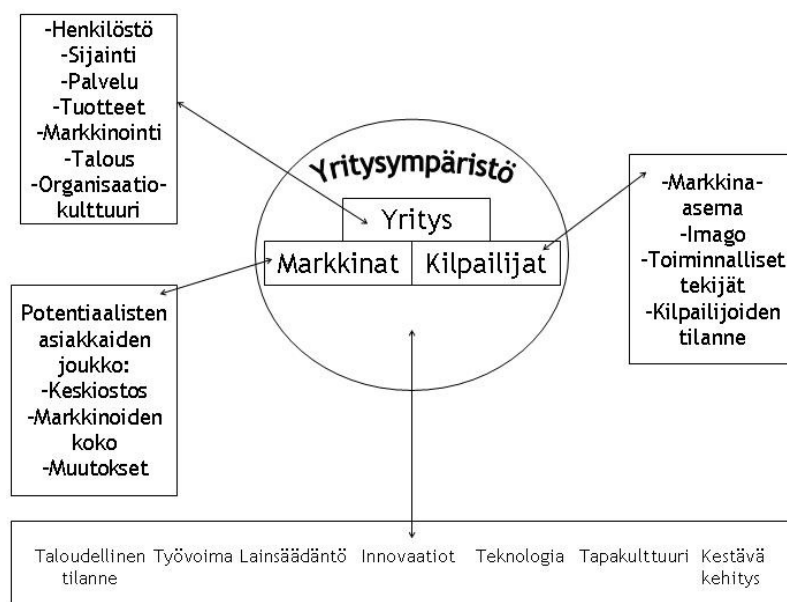 -Henkilöstö
-Sijainti
-Palvelu
-Tuotteet
-Markkinointi
-Talous
-Organisaatio-
kulttuuri
Yritysympäristö
Yritys
Markkinat
Kilpailijat
-Markkina-
asema
-Imago
-Toiminnalliset
tekijät
-Kilpailijoiden
tilanne
Potentiaalisten
asiakkaiden
joukko:
-Keskiostos
-Markkinoiden
koko
-Muutokset
Taloudellinen
tilanne
Työvoima
Lainsäädäntö
Innovaatiot
Teknologia
Tapakulttuuri
Kestävä
kehitys